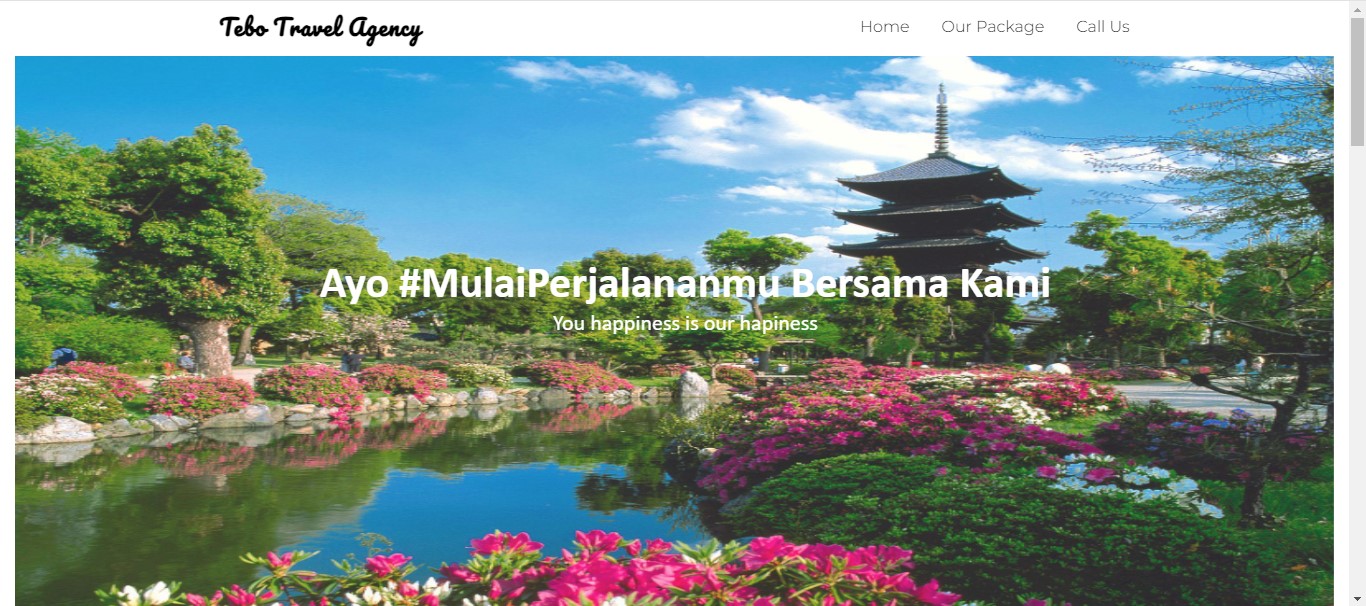 Tebo Travel Agency
Home Our Package Call Us
Ayo #MulaiPerjalananmu Bersama Kami
You happiness is our hapiness